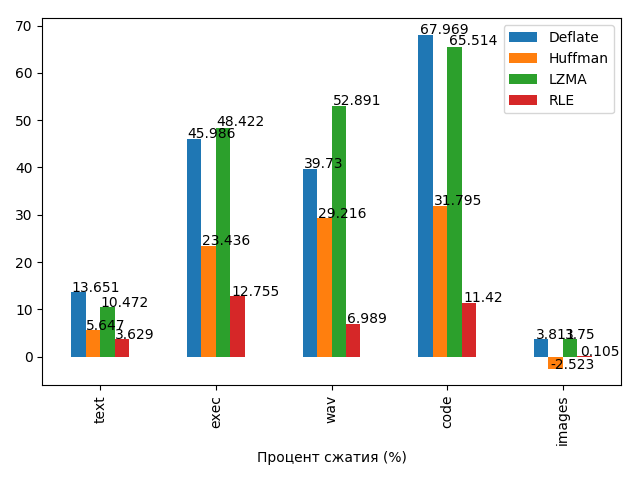 70
60
50
40
30
20
10
0
Deflate
Huffman
LZMA
RLE
13.651
5.647
10.472
3.629
45.986
23.436
48.422
12.755
39.73
29.216
52.891
6.989
67.969
31.795
65.514
11.42
3.811
-2.523
3.75
0.105
text
exec
wav
code
images
Процент сжатия (%)